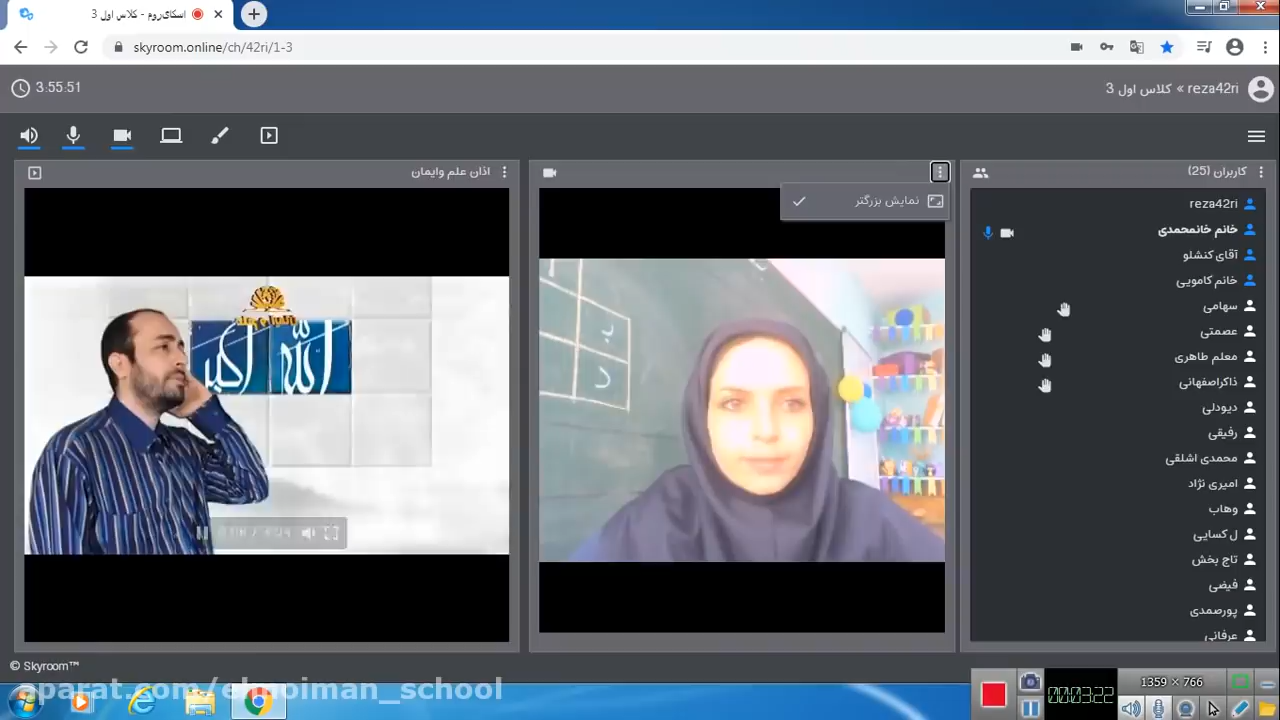 اسکای‌روم - کلاس اول 3
skyroom.online/ch/42ri/1-3
3:55:51
reza42ri » کلاس اول 3
اذان علم وایمان
الله اکبر
نمایش بزرگتر
ب
د
کاربران (25)
reza42ri
خانم خانمحمدی
آقای کنشلو
خانم کامویی
سهامی
عصمتی
معلم طاهری
ذاکراصفهانی
دیودلی
رفیقی
محمدی اشلقی
امیری نژاد
وهاب
ل کسایی
تاج بخش
فیضی
پورصمدی
عرفانی
© Skyroom™
aparat.com/elmoiman_school
00:03:22
1359 × 766